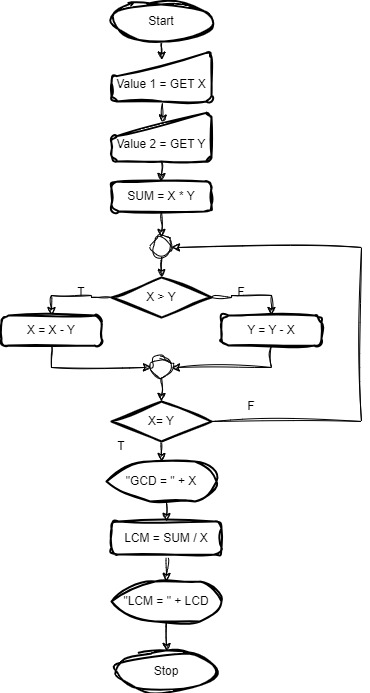 Start
Value 1 = GET X
Value 2 = GET Y
SUM = X * Y
T
X > Y
F
X = X - Y
Y = Y - X
X= Y
F
T
"GCD = " + X
LCM = SUM / X
"LCM = " + LCD
Stop